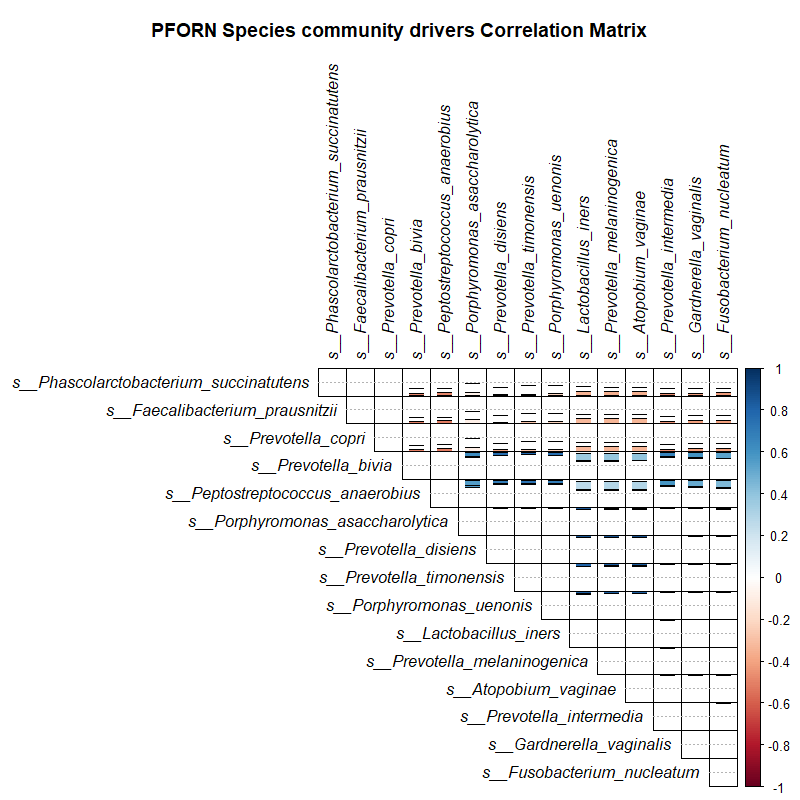 PFORN Species community drivers Correlation Matrix
s__Phascolarctobacterium_succinatutens
s__Faecalibacterium_prausnitzii
s__Prevotella_copri
s__Prevotella_bivia
s__Peptostreptococcus_anaerobius
s__Porphyromonas_asaccharolytica
s__Prevotella_disiens
s__Prevotella_timonensis
s__Porphyromonas_uenonis
s__Lactobacillus_iners
s__Prevotella_melaninogenica
s__Atopobium_vaginae
s__Prevotella_intermedia
s__Gardnerella_vaginalis
s__Fusobacterium_nucleatum
s__Phascolarctobacterium_succinatutens
s__Faecalibacterium_prausnitzii
s__Prevotella_copri
s__Prevotella_bivia
s__Peptostreptococcus_anaerobius
s__Porphyromonas_asaccharolytica
s__Prevotella_disiens
s__Prevotella_timonensis
s__Porphyromonas_uenonis
s__Lactobacillus_iners
s__Prevotella_melaninogenica
s__Atopobium_vaginae
s__Prevotella_intermedia
s__Gardnerella_vaginalis
s__Fusobacterium_nucleatum
1
0.8
0.6
0.4
0.2
0
-0.2
-0.4
-0.6
-0.8
-1